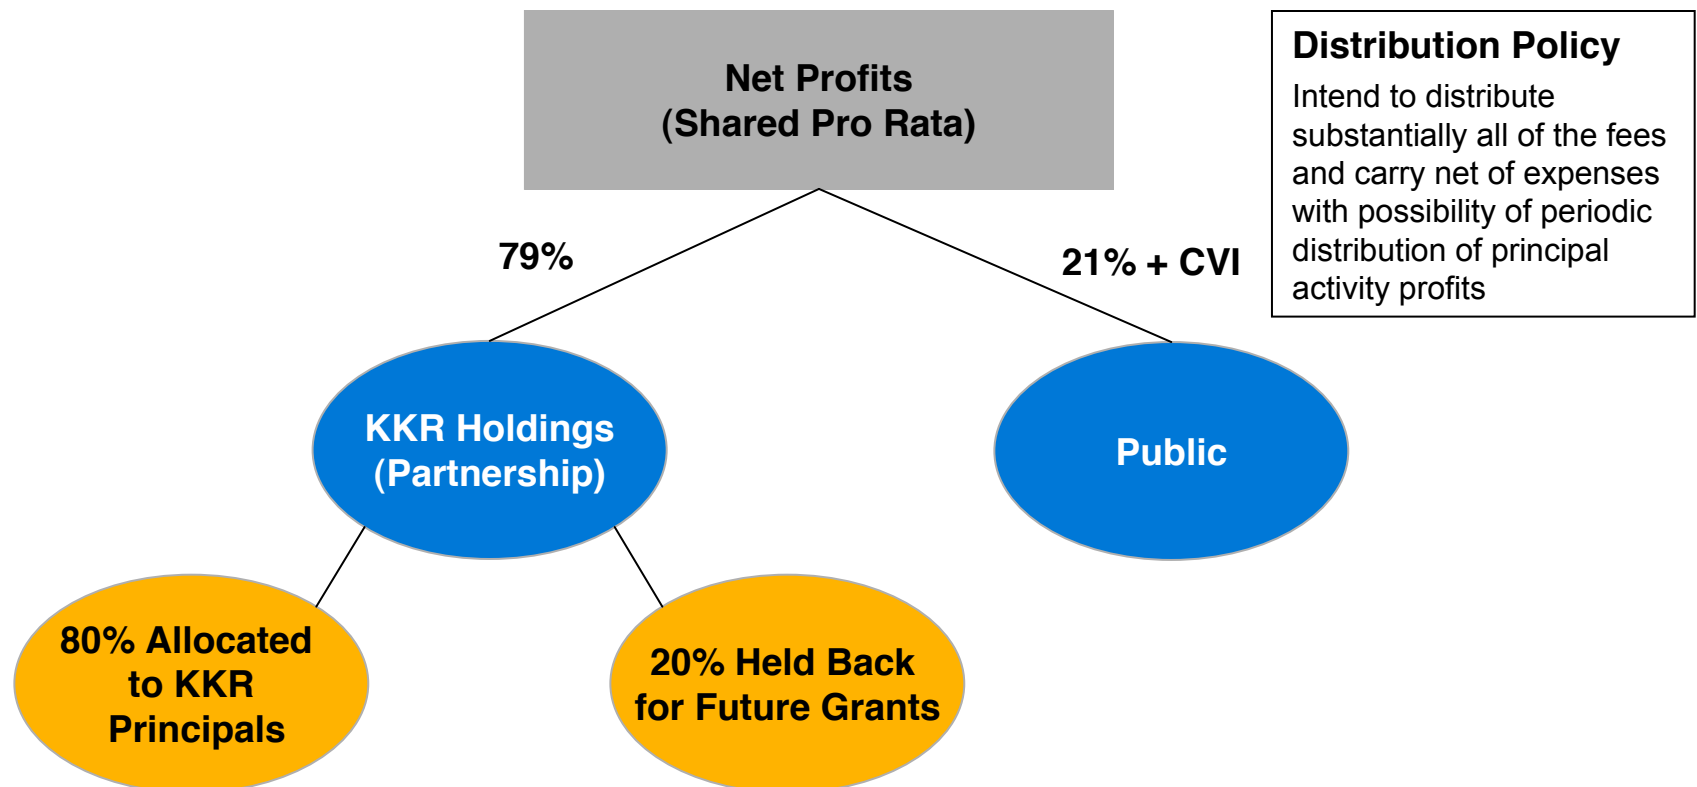 Net Profits
(Shared Pro Rata)
Distribution Policy
Intend to distribute
substantially all of the fees
and carry net of expenses
with possibility of periodic
distribution of principal
activity profits
79%
21% + CVI
KKR Holdings
(Partnership)
Public
80% Allocated
to KKR
Principals
20% Held Back
for Future Grants